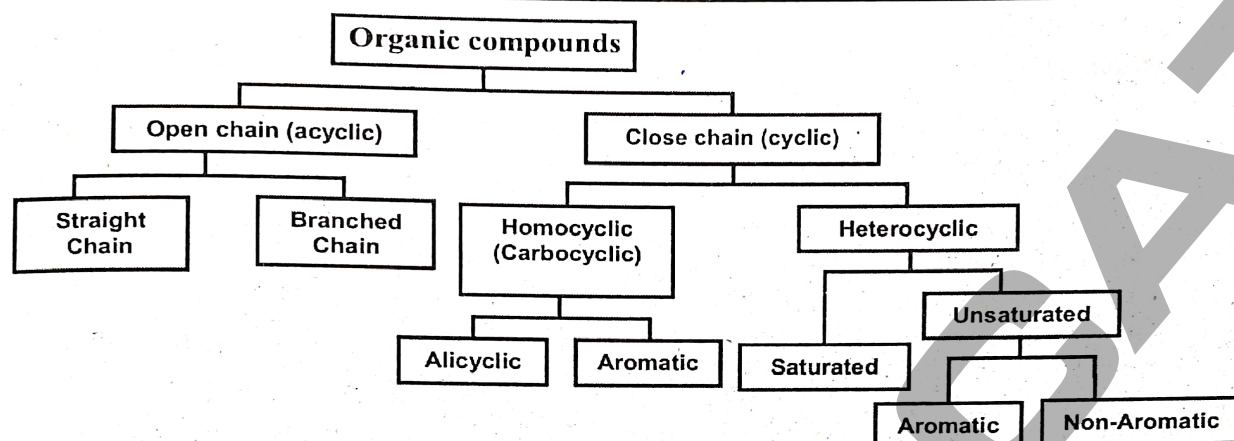 Organic compounds
Open chain (acyclic)
Close chain (cyclic)
Straight
Chain
Branched
Chain
Homocyclic
(Carbocyclic)
Heterocyclic
Unsaturated
Alicyclic
Aromatic
Saturated
Aromatic
Non-Aromatic